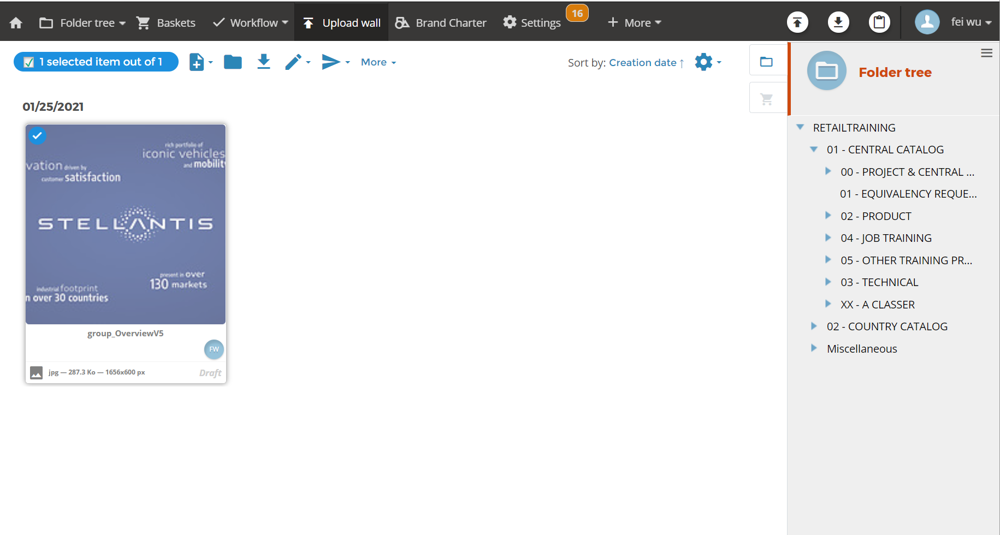 Folder tree
Baskets
Workflow
Upload wall
Brand Charter
Settings
16
More
fei wu
1 selected item out of 1
More
Sort by: Creation date ↑
Folder tree
01/25/2021
rich portfolio of
iconic vehicles
and mobilit
vation driven by
customer satisfaction
STELLANTIS
present in over
130 markets
industrial footprint
n over 30 countries
group_OverviewV5
FW
jpg — 287.3 Ko — 1656x600 px
Draft
RETAILTRAINING
01 - CENTRAL CATALOG
00 - PROJECT & CENTRAL ...
01 - EQUIVALENCY REQUE...
02 - PRODUCT
04 - JOB TRAINING
05 - OTHER TRAINING PR...
03 - TECHNICAL
XX - A CLASSER
02 - COUNTRY CATALOG
Miscellaneous